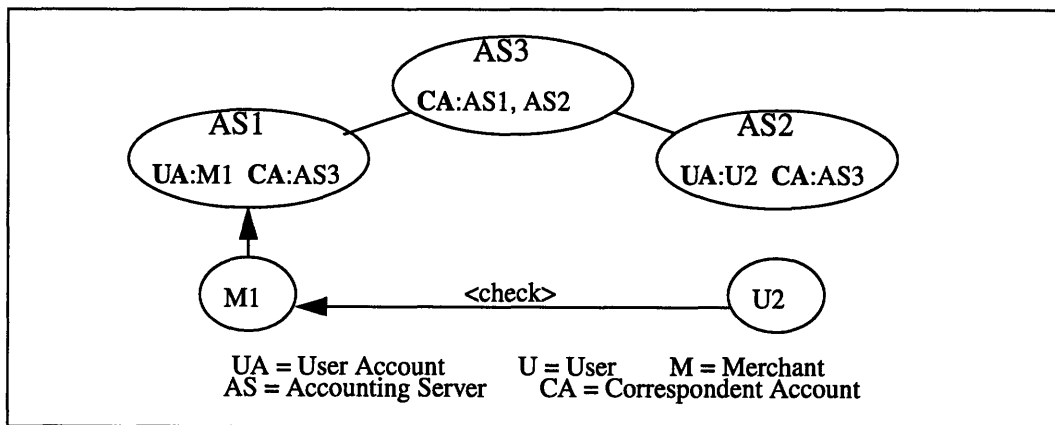 AS3
CA:AS1, AS2
AS1
UA:M1 CA:AS3
AS2
UA:U2 CA:AS3
M1
<check>
U2
UA = User Account U = User M = Merchant
AS = Accounting Server CA = Correspondent Account